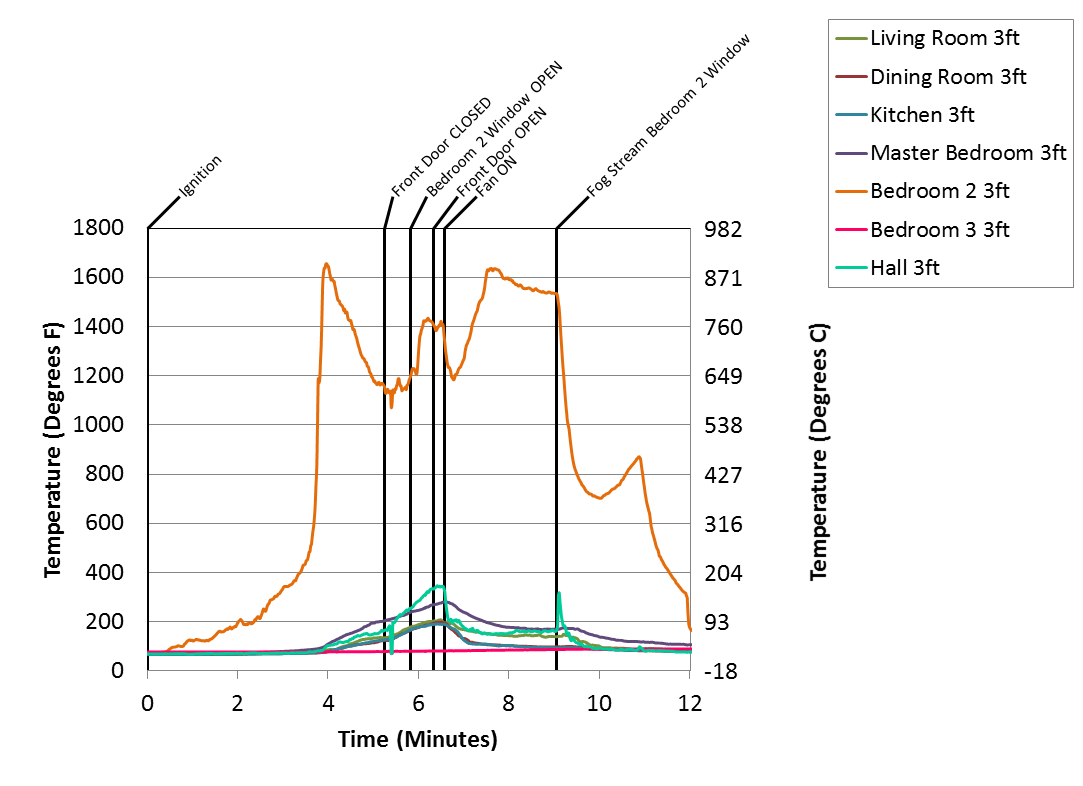 Living Room 3ft
Dining Room 3ft
Kitchen 3ft
Master Bedroom 3ft
Bedroom 2 3ft
Bedroom 3 3ft
Hall 3ft
Ignition
Front Door CLOSED
Bedroom 2 Window OPEN
Front Door OPEN
Fan ON
Fog Stream Bedroom 2 Window
Temperature (Degrees F)
1800
1600
1400
1200
1000
800
600
400
200
0
982
871
760
649
538
427
316
204
93
-18
Temperature (Degrees C)
0 2 4 6 8 10 12
Time (Minutes)